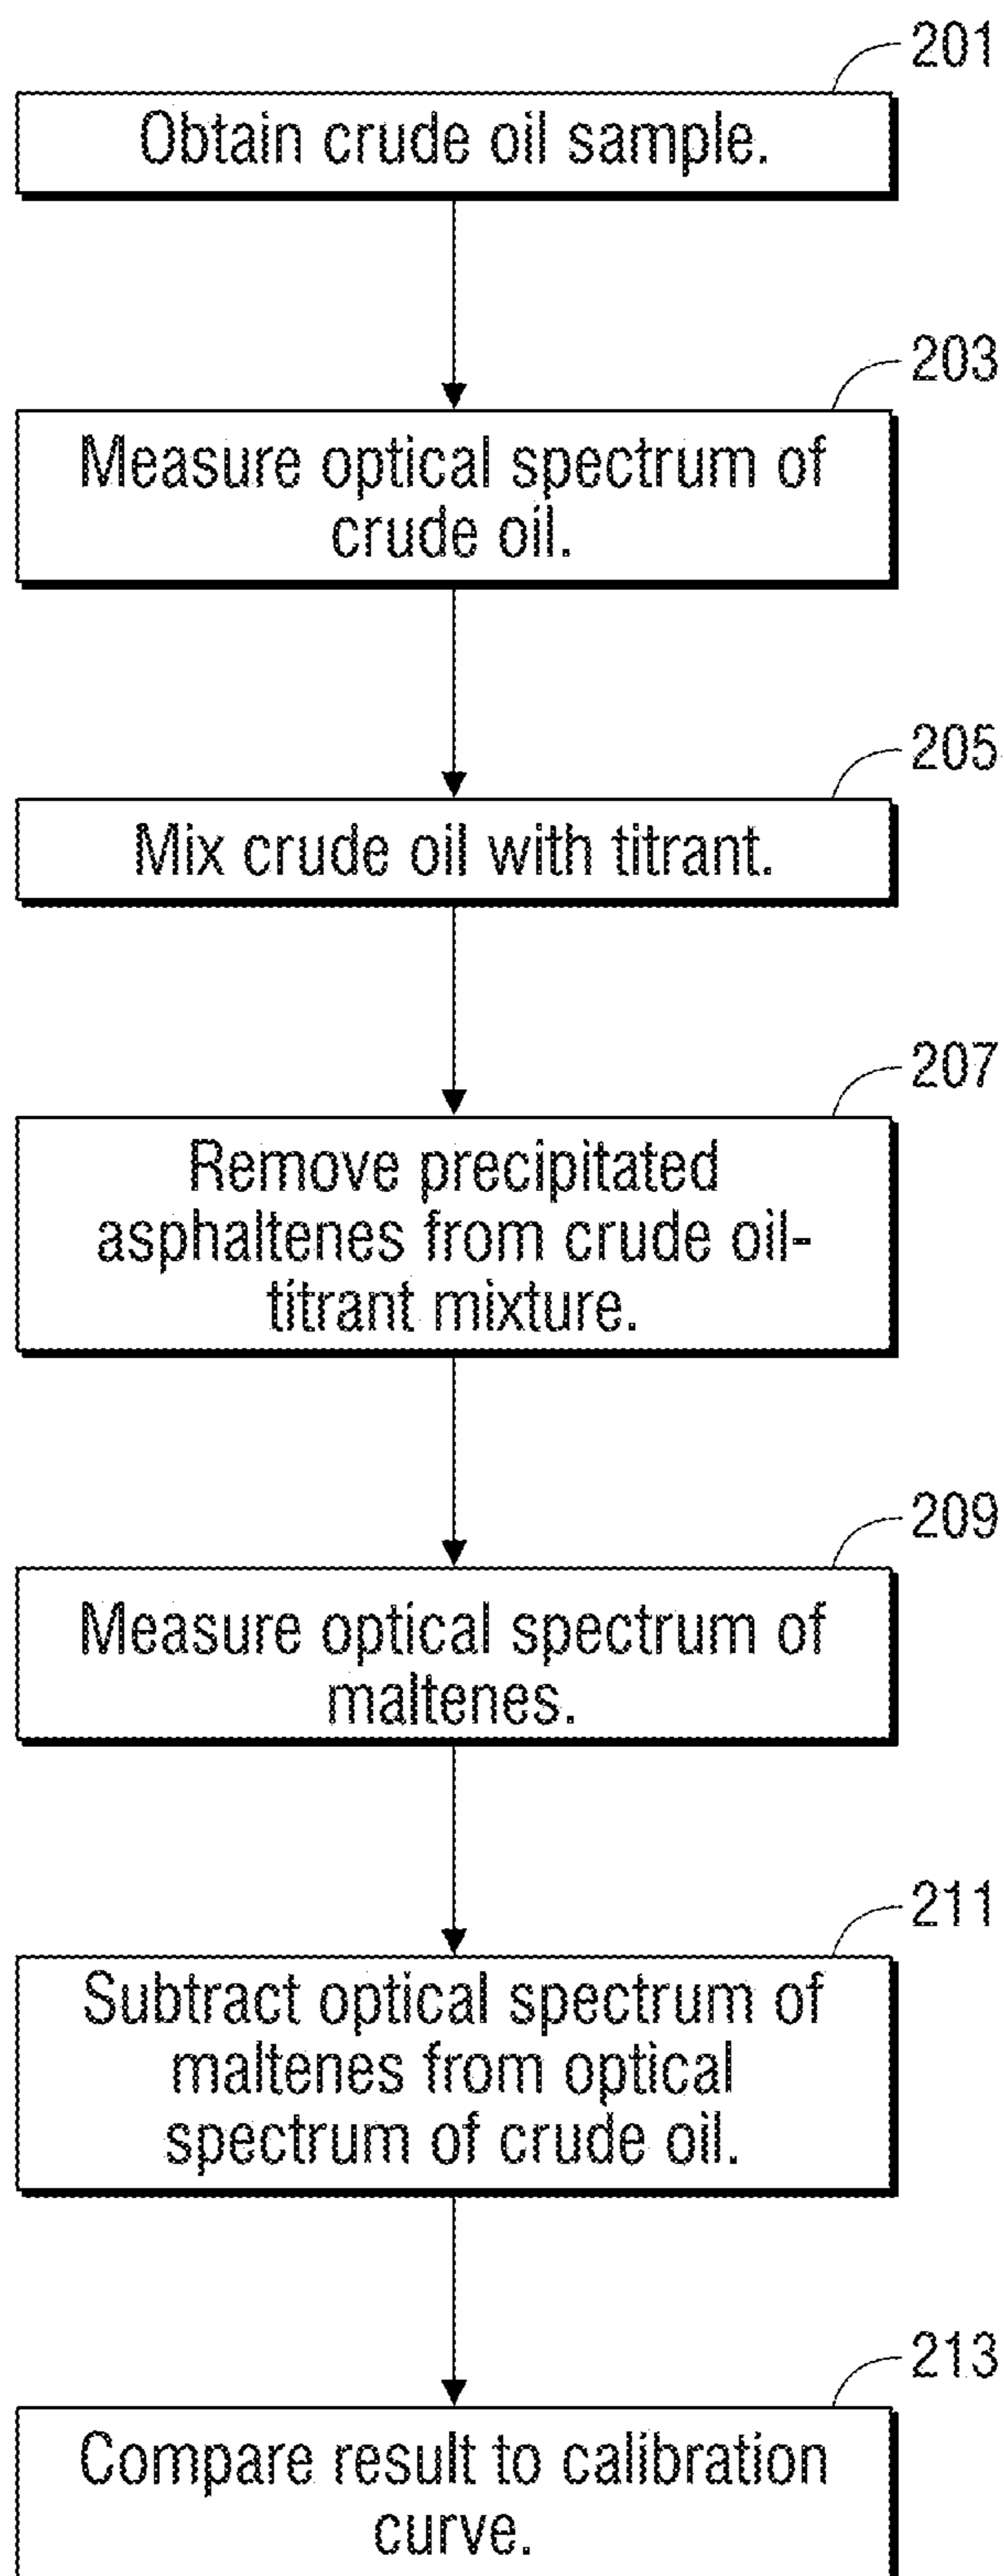 201
Obtain crude oil sample.
203
Measure optical spectrum of
crude oil.
205
Mix crude oil with titrant.
207
Remove precipitated
asphaltenes from crude oil-
titrant mixture.
209
Measure optical spectrum of
maltenes.
211
Subtract optical spectrum of
maltenes from optical
spectrum of crude oil.
213
Compare result to calibration
curve.